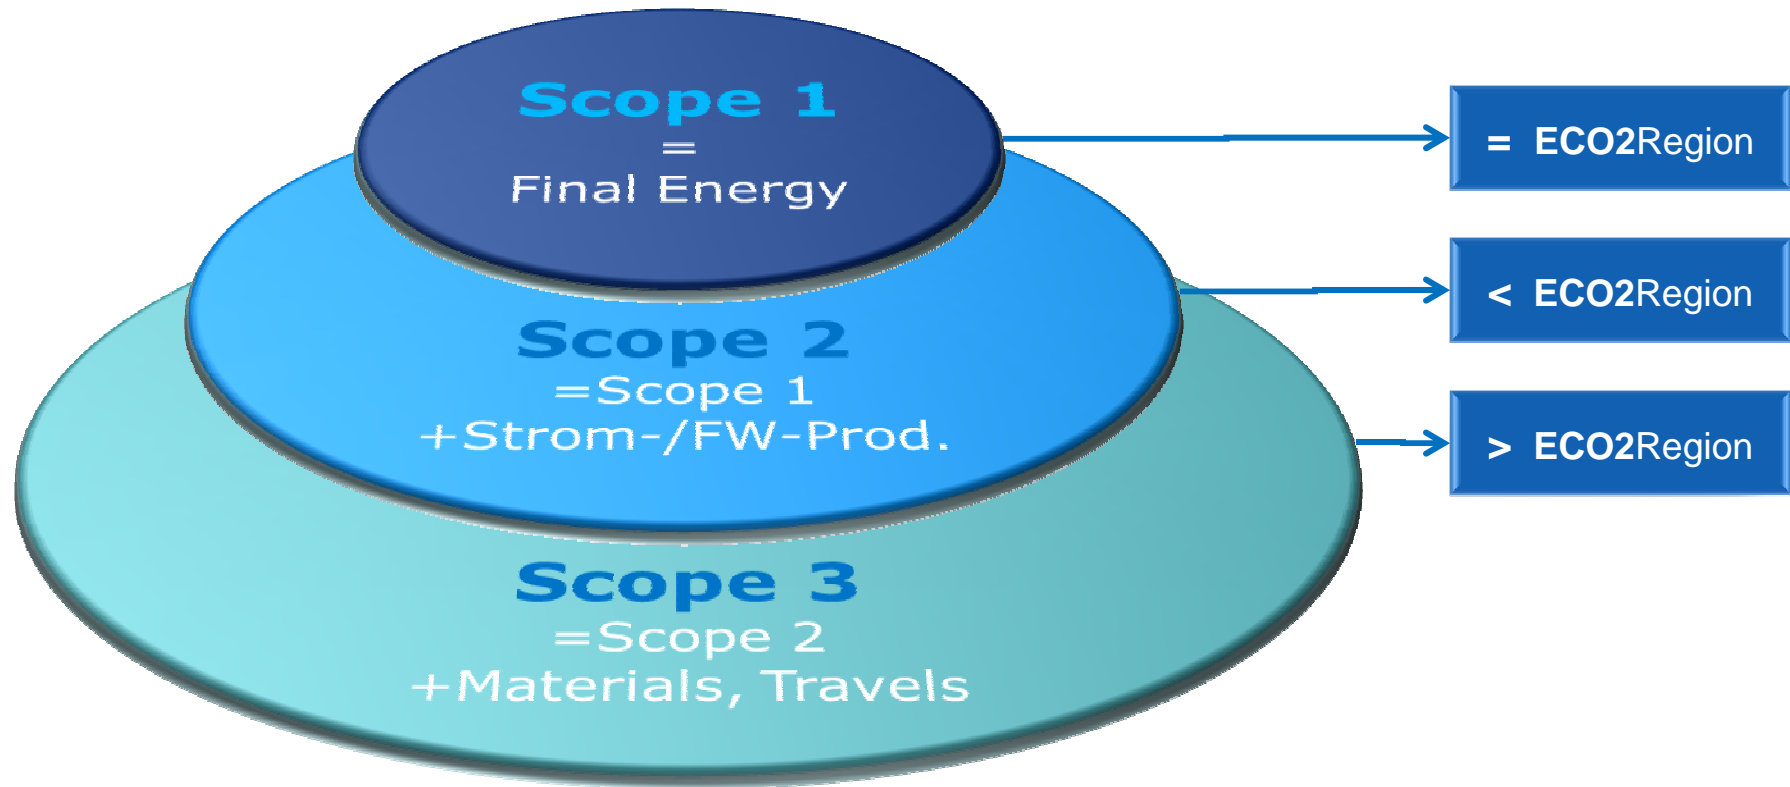 Scope 1
=
Final Energy
= ECO2Region
Scope 2
=Scope 1
+Strom-/FW-Prod.
< ECO2Region
Scope 3
=Scope 2
+Materials, Travels
> ECO2Region